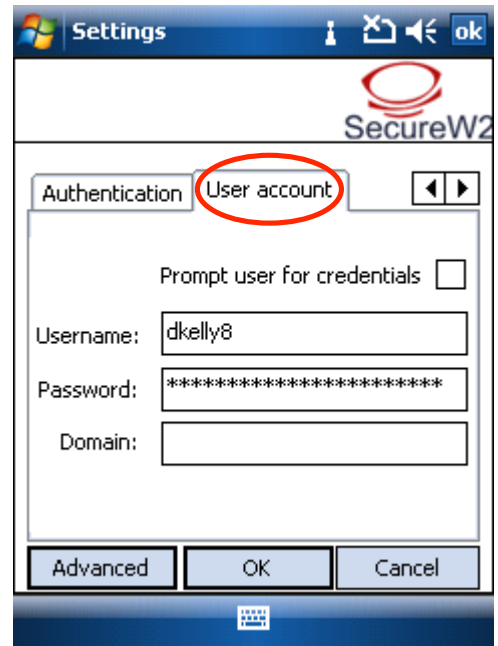 Settings ok
SecureW2
Authentication User account
Prompt user for credentials
Username: dkelly8
Password: ***********************
Domain:
Advanced OK Cancel